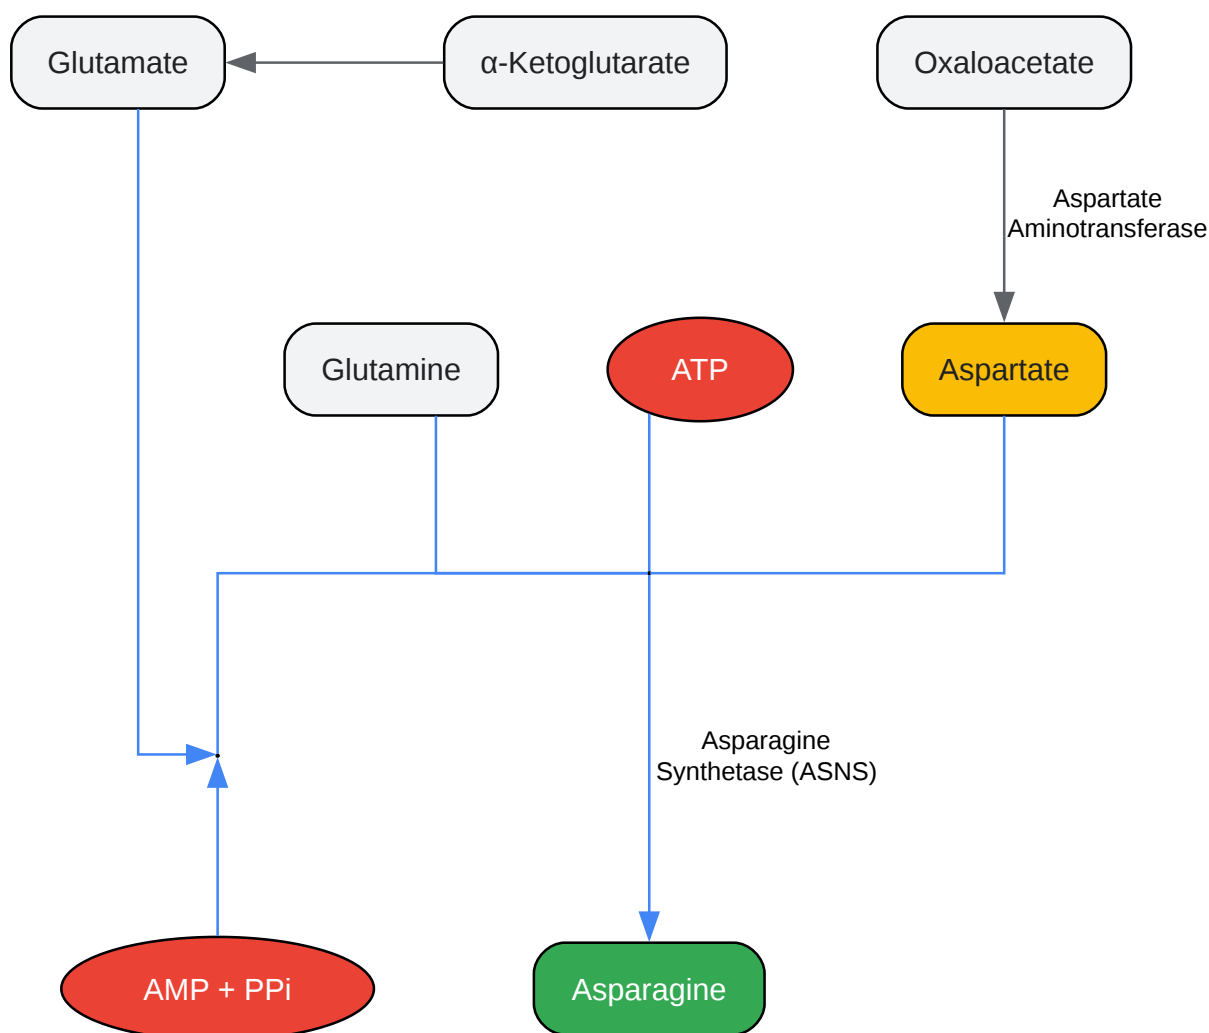 Glutamate
α-Ketoglutarate
Oxaloacetate
Aspartate
Aminotransferase
Glutamine
ATP
Aspartate
Asparagine
Synthetase (ASNS)
AMP + PPi
Asparagine